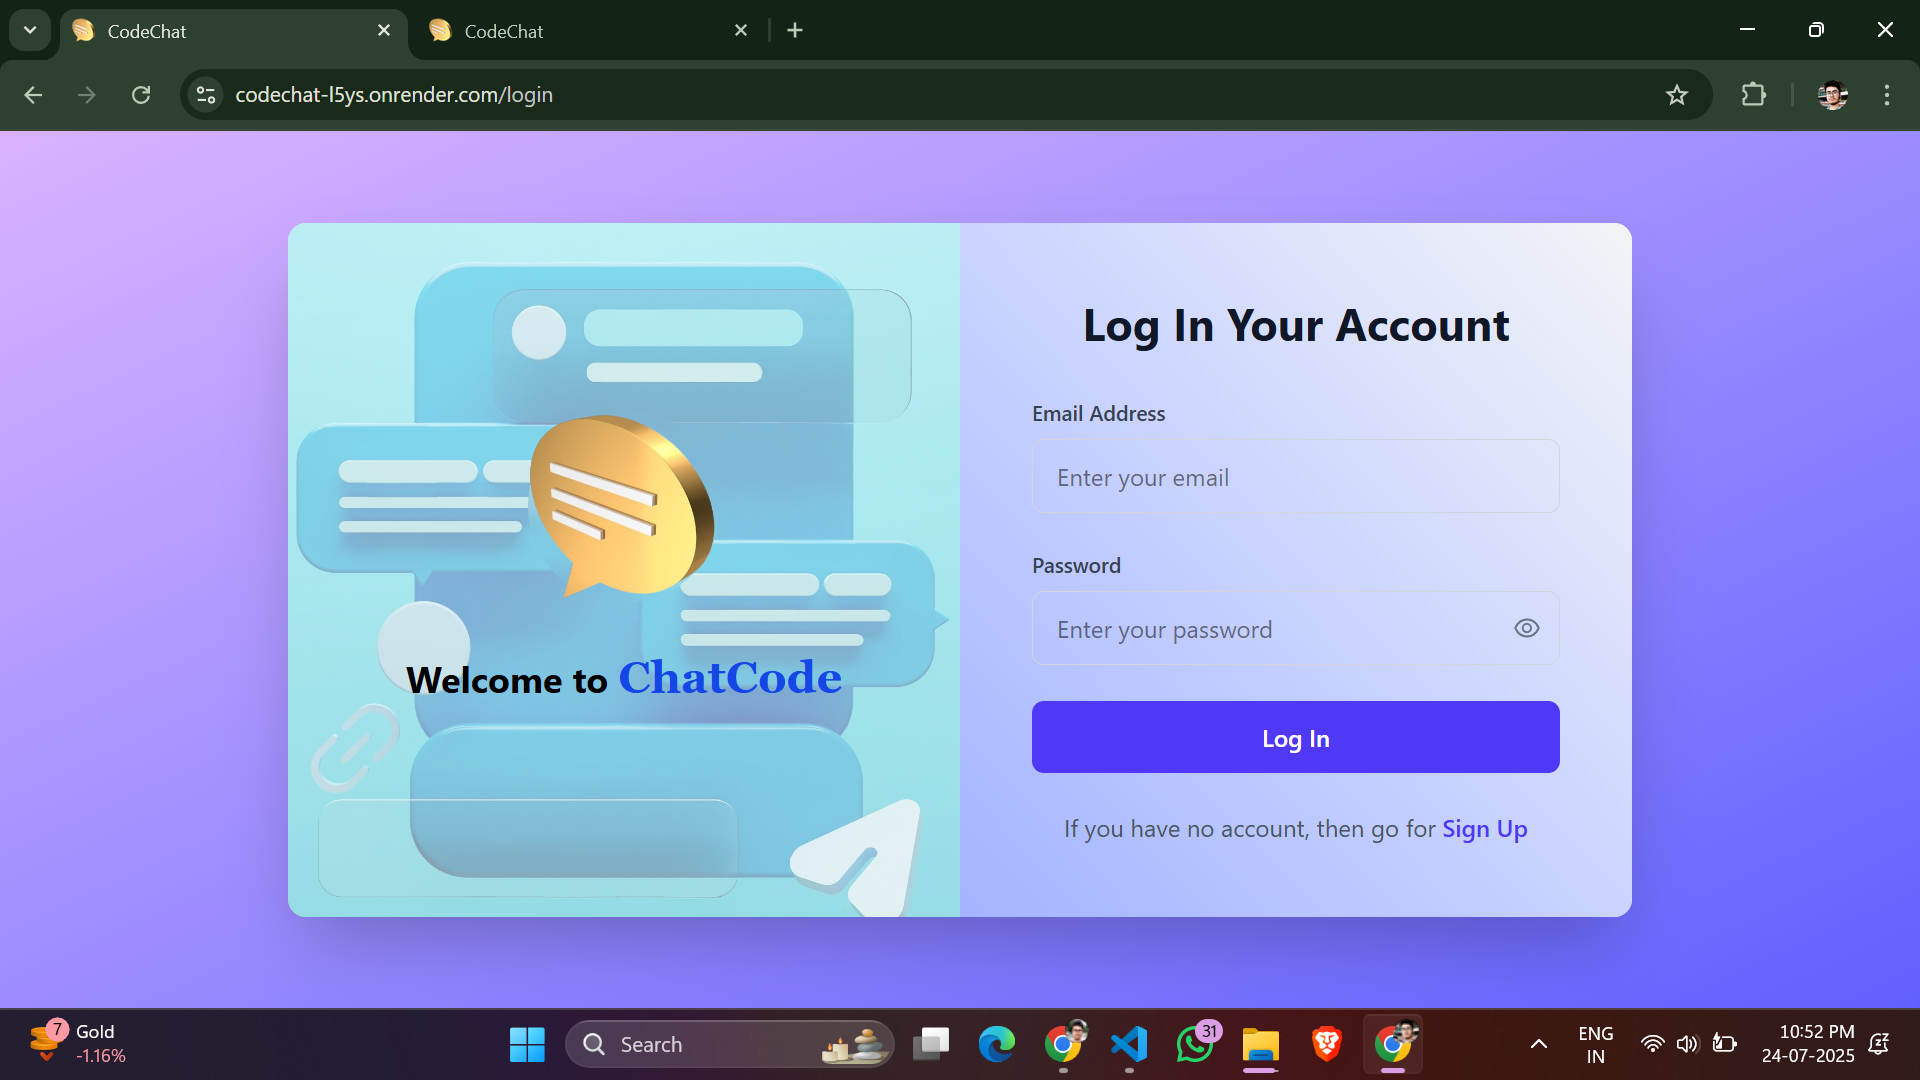 CodeChat
CodeChat
codechat-l5ys.onrender.com/login
Log In Your Account
Email Address
Enter your email
Password
Enter your password
Welcome to ChatCode
Log In
If you have no account, then go for Sign Up
7
Gold
-1.16%
Search
31
ENG
IN
10:52 PM
24-07-2025